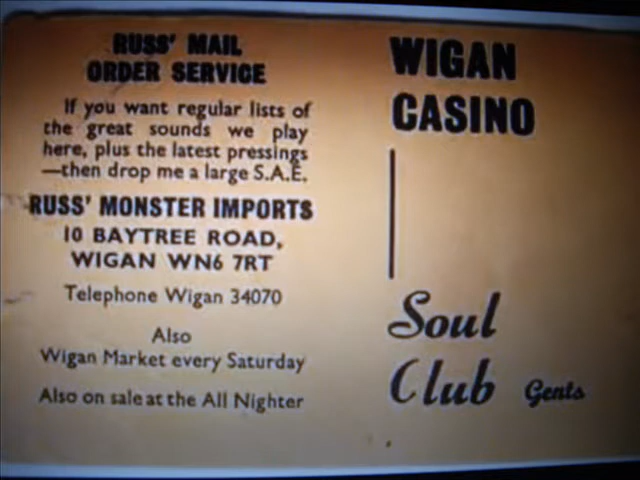 RUSS' MAIL
ORDER SERVICE
If you want regular lists of
the great sounds we play
here, plus the latest pressings
—then drop me a large S.A.E.
RUSS' MONSTER IMPORTS
10 BAYTREE ROAD,
WIGAN WN6 7RT
Telephone Wigan 34070
Also
Wigan Market every Saturday
Also on sale at the All Nighter
WIGAN
CASINO
Soul
Club Gents